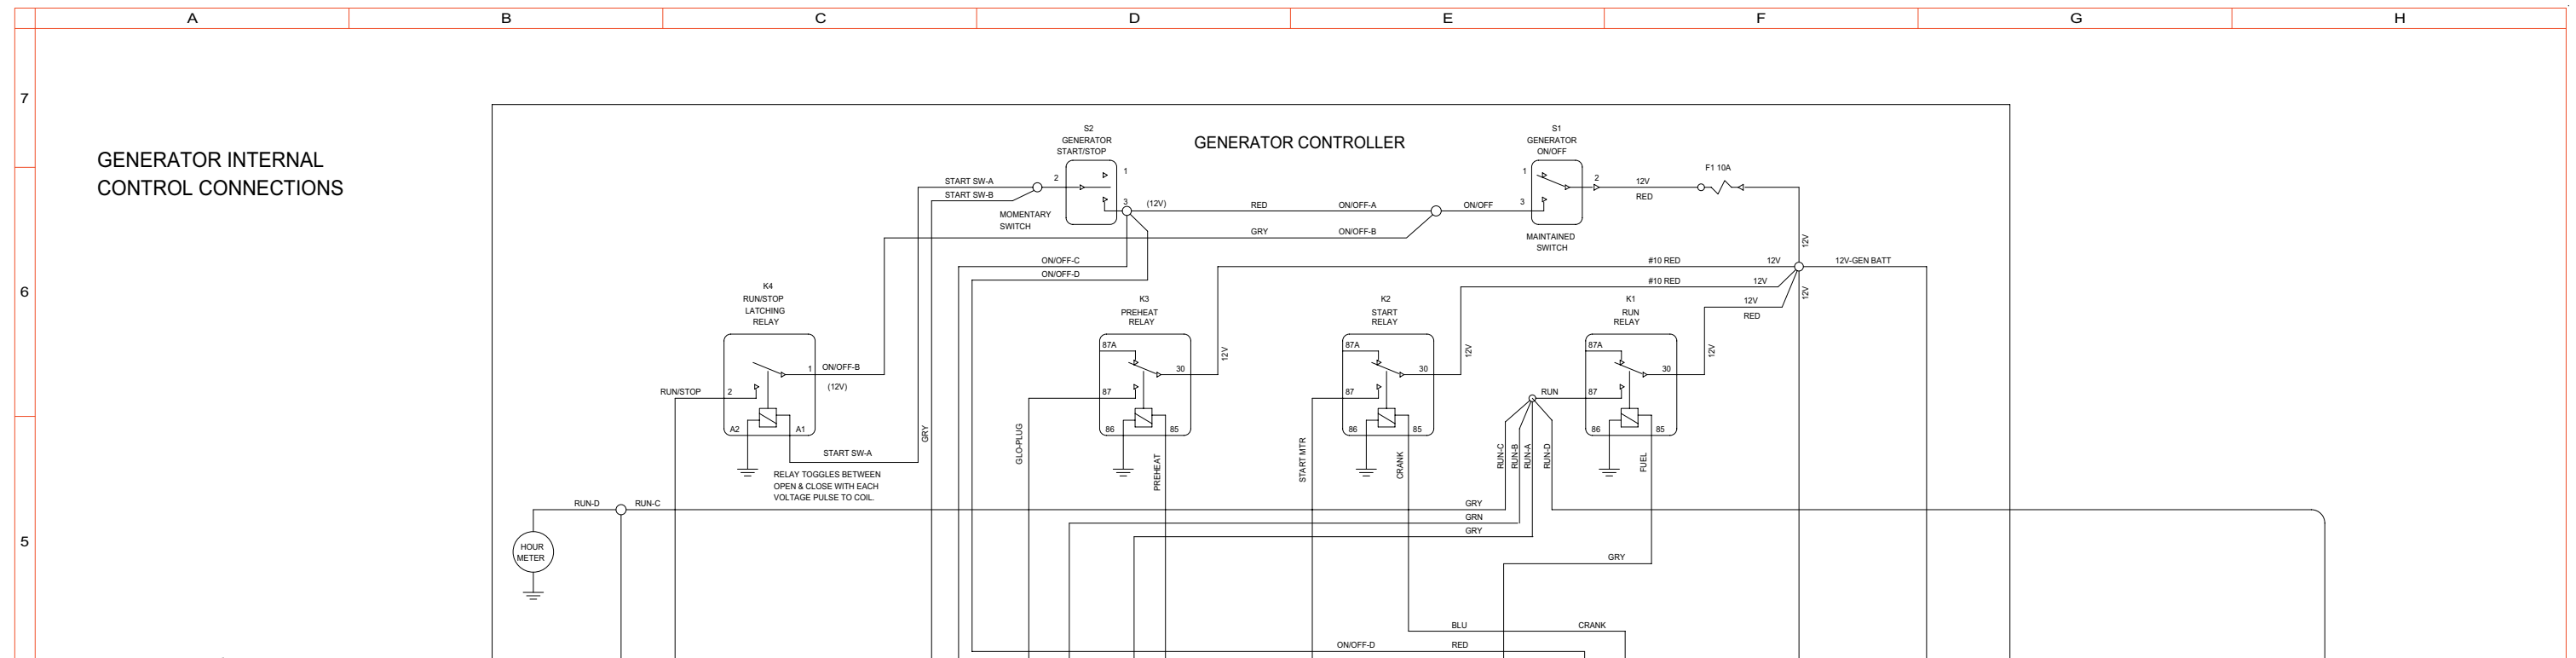 A B C D E F G H
7
GENERATOR INTERNAL
CONTROL CONNECTIONS
S2
GENERATOR
START/STOP
GENERATOR CONTROLLER
S1
GENERATOR
ON/OFF
F1 10A
1
2
START SW-A
START SW-B
MOMENTARY
SWITCH
3
(12V)
RED
ON/OFF-A
ON/OFF
1
2
3
12V
RED
GRY
ON/OFF-B
MAINTAINED
SWITCH
12V
ON/OFF-C
ON/OFF-D
#10 RED
12V
12V-GEN BATT
#10 RED
12V
12V
12V
RED
6
K4
RUN/STOP
LATCHING
RELAY
K3
PREHEAT
RELAY
K2
START
RELAY
K1
RUN
RELAY
1
ON/OFF-B
(12V)
RUN/STOP
2
A2
A1
START SW-A
GRY
RELAY TOGGLES BETWEEN
OPEN & CLOSE WITH EACH
VOLTAGE PULSE TO COIL.
87A
30
87
86
85
12V
GLO-PLUG
PREHEAT
87A
30
87
86
85
12V
START MTR
CRANK
87A
30
87
86
85
12V
RUN
RUN-C
RUN-B
RUN-A
RUN-D
FUEL
5
RUN-D
RUN-C
GRY
GRN
GRY
HOUR
METER
GRY
BLU
CRANK
ON/OFF-D
RED